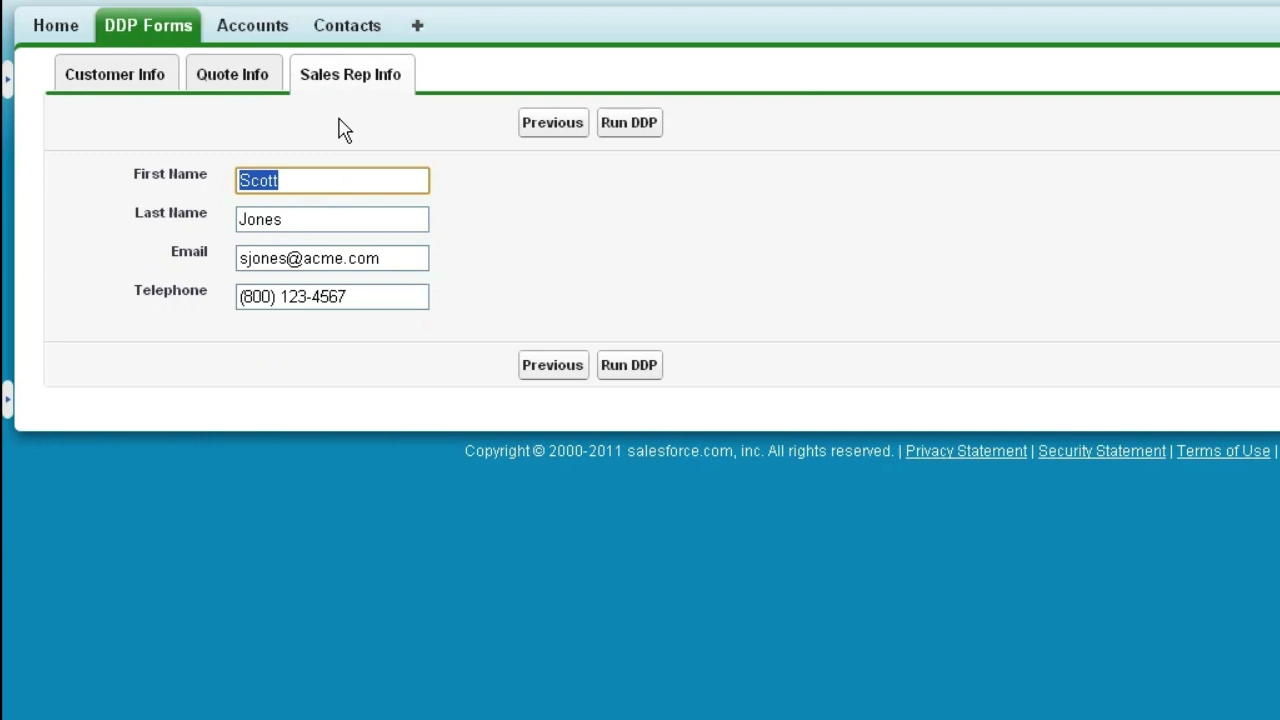 Home DDP Forms Accounts Contacts +
Customer Info Quote Info Sales Rep Info
Previous Run DDP
First Name Scott
Last Name Jones
Email sjones@acme.com
Telephone (800) 123-4567
Previous Run DDP
Copyright © 2000-2011 salesforce.com, inc. All rights reserved. | Privacy Statement | Security Statement | Terms of Use |